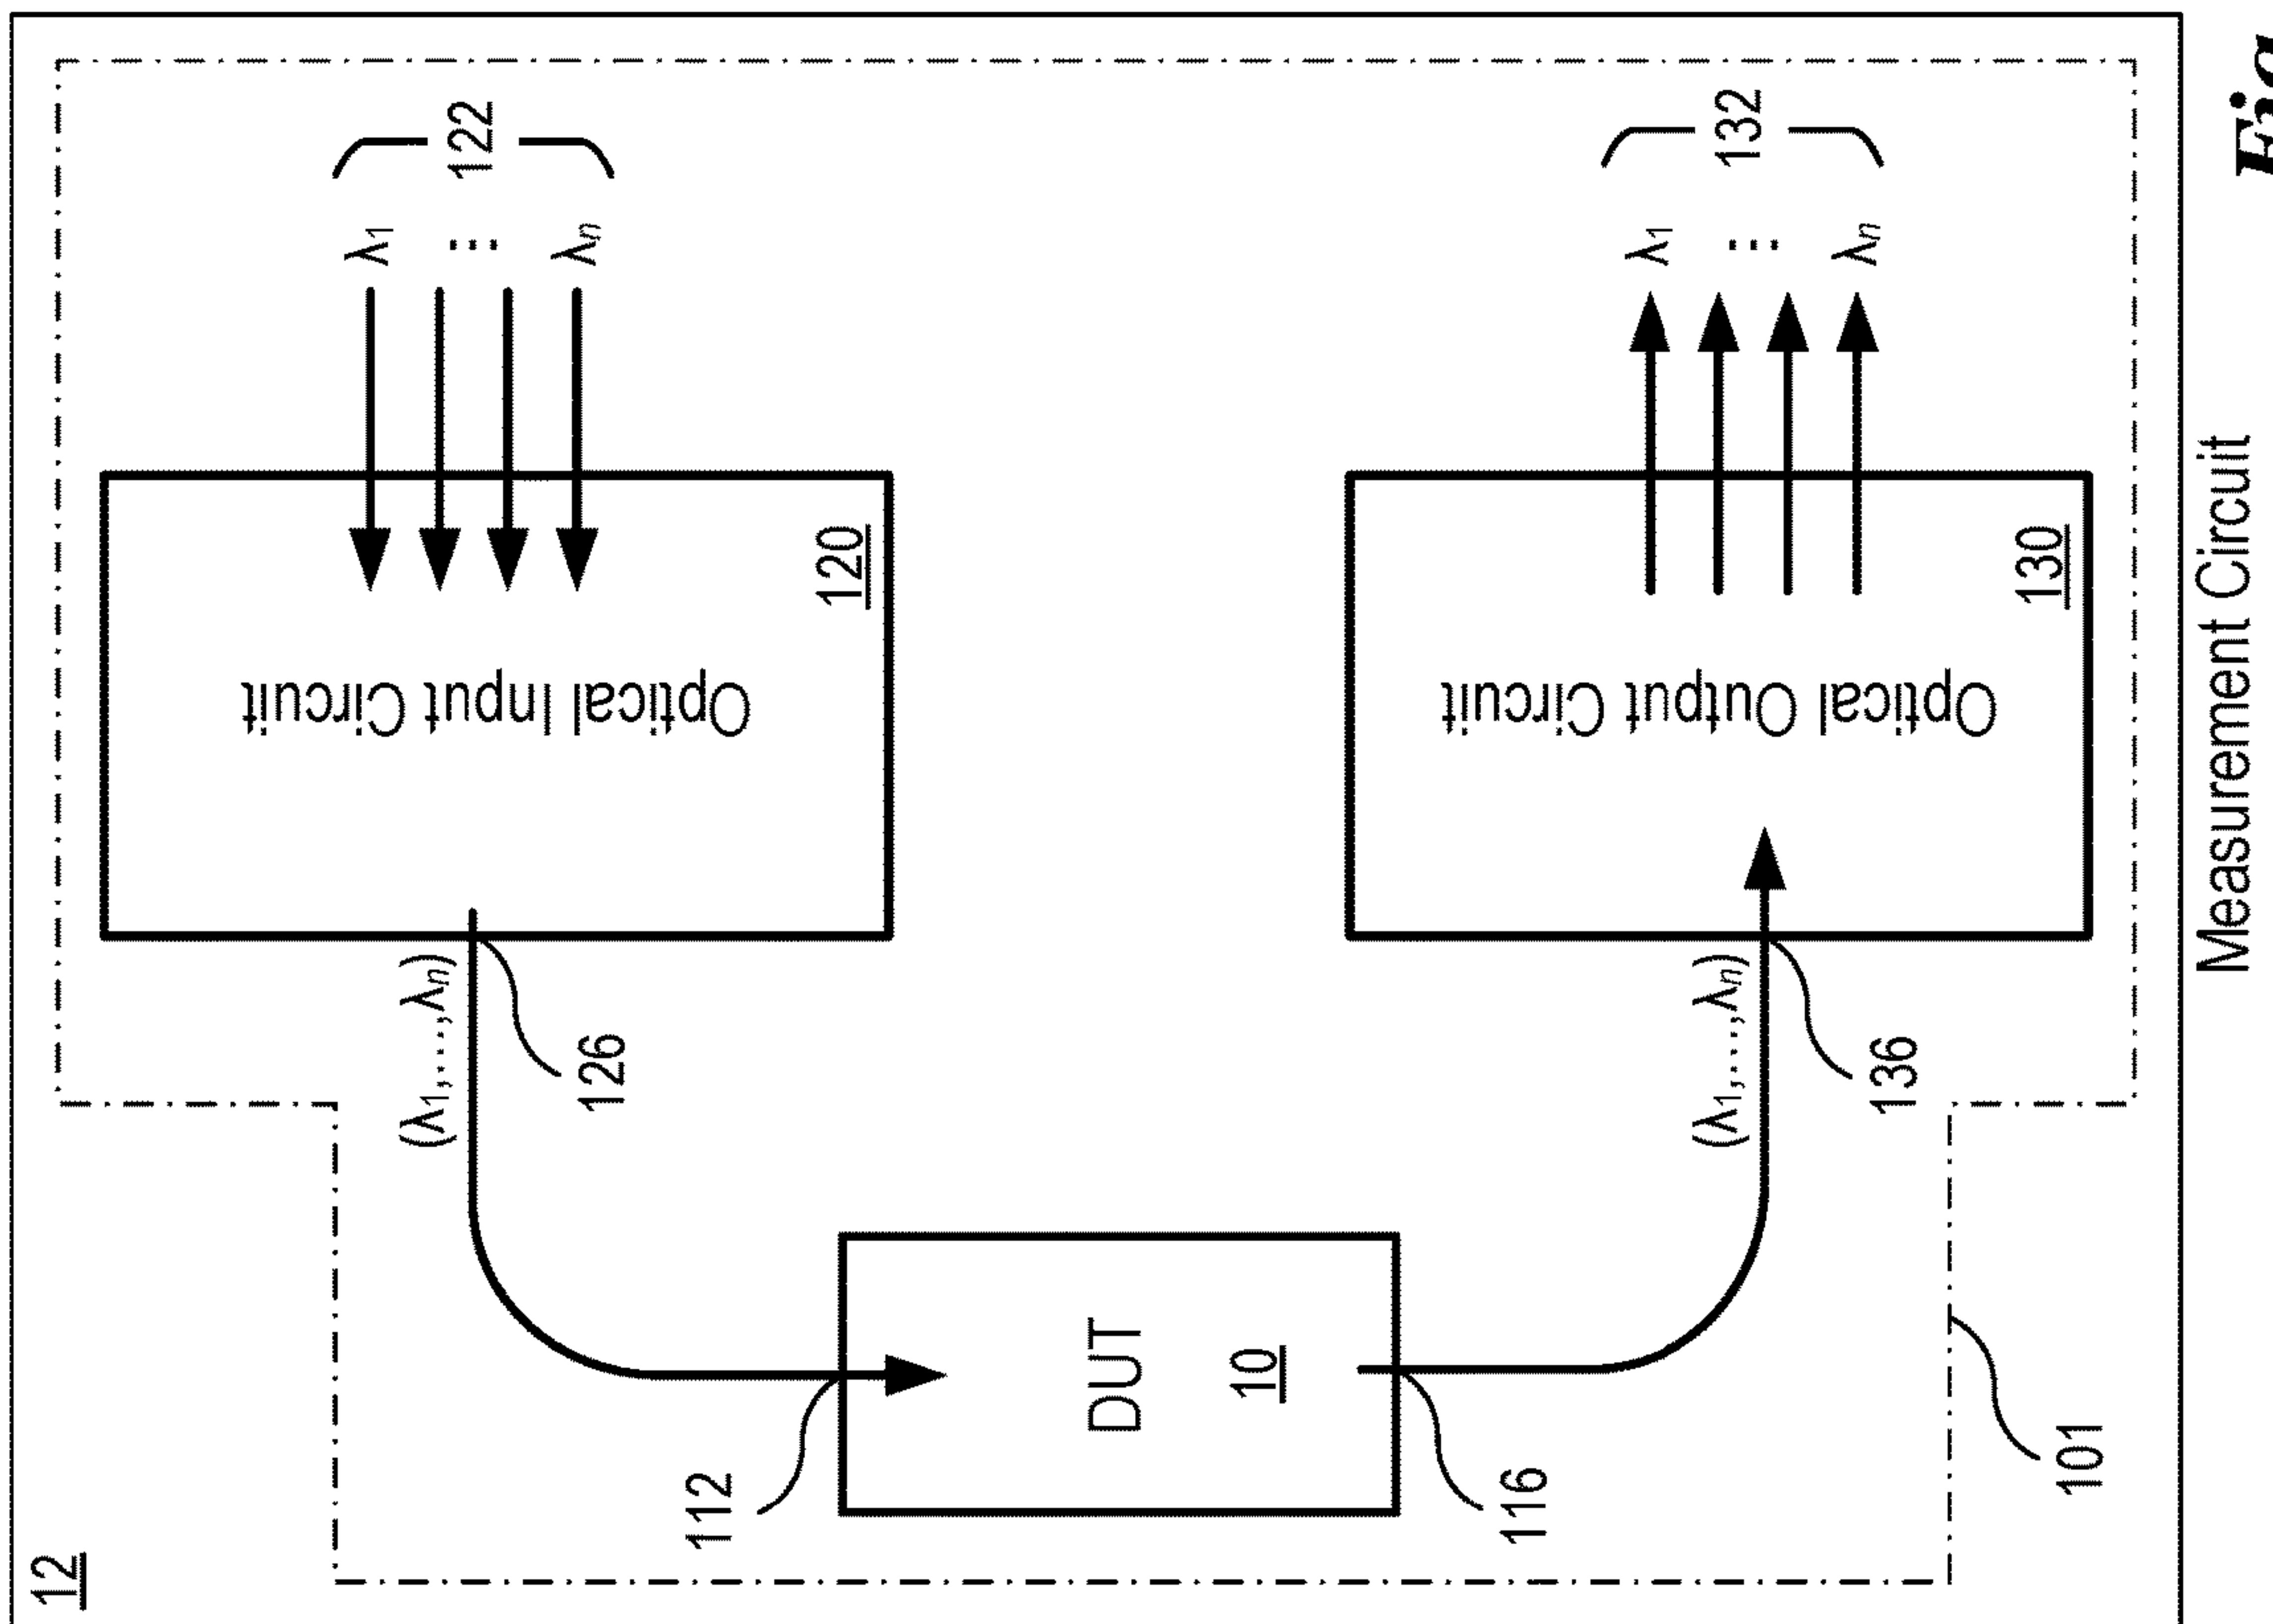 12
λ1
⋮
λn
122
Optical Input Circuit
120
(λ1,...,λn)
126
112
DUT
10
116
(λ1,...,λn)
136
Optical Output Circuit
130
λ1
⋮
λn
132
101
Measurement Circuit
Fig